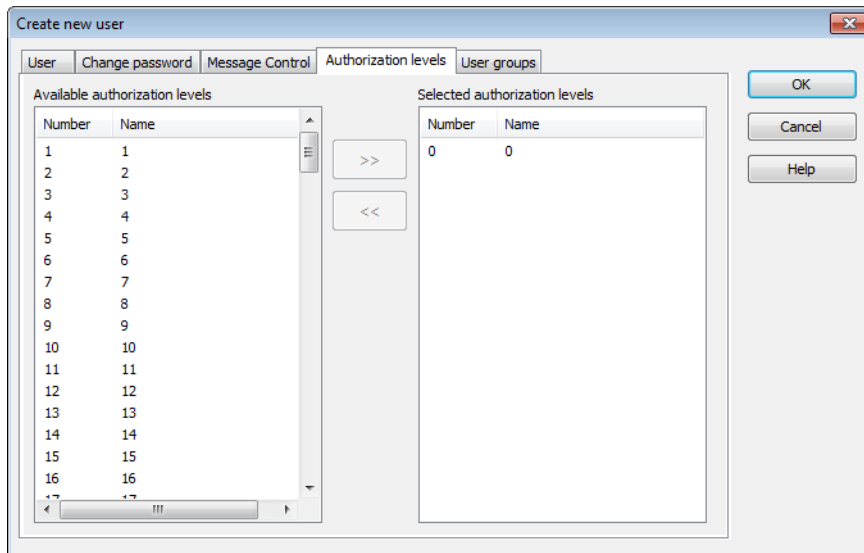 Create new user
User Change password Message Control Authorization levels User groups
Available authorization levels
Number Name
1 1
2 2
3 3
4 4
5 5
6 6
7 7
8 8
9 9
10 10
11 11
12 12
13 13
14 14
15 15
16 16
17 17
>>
<<
Selected authorization levels
Number Name
0 0
OK
Cancel
Help